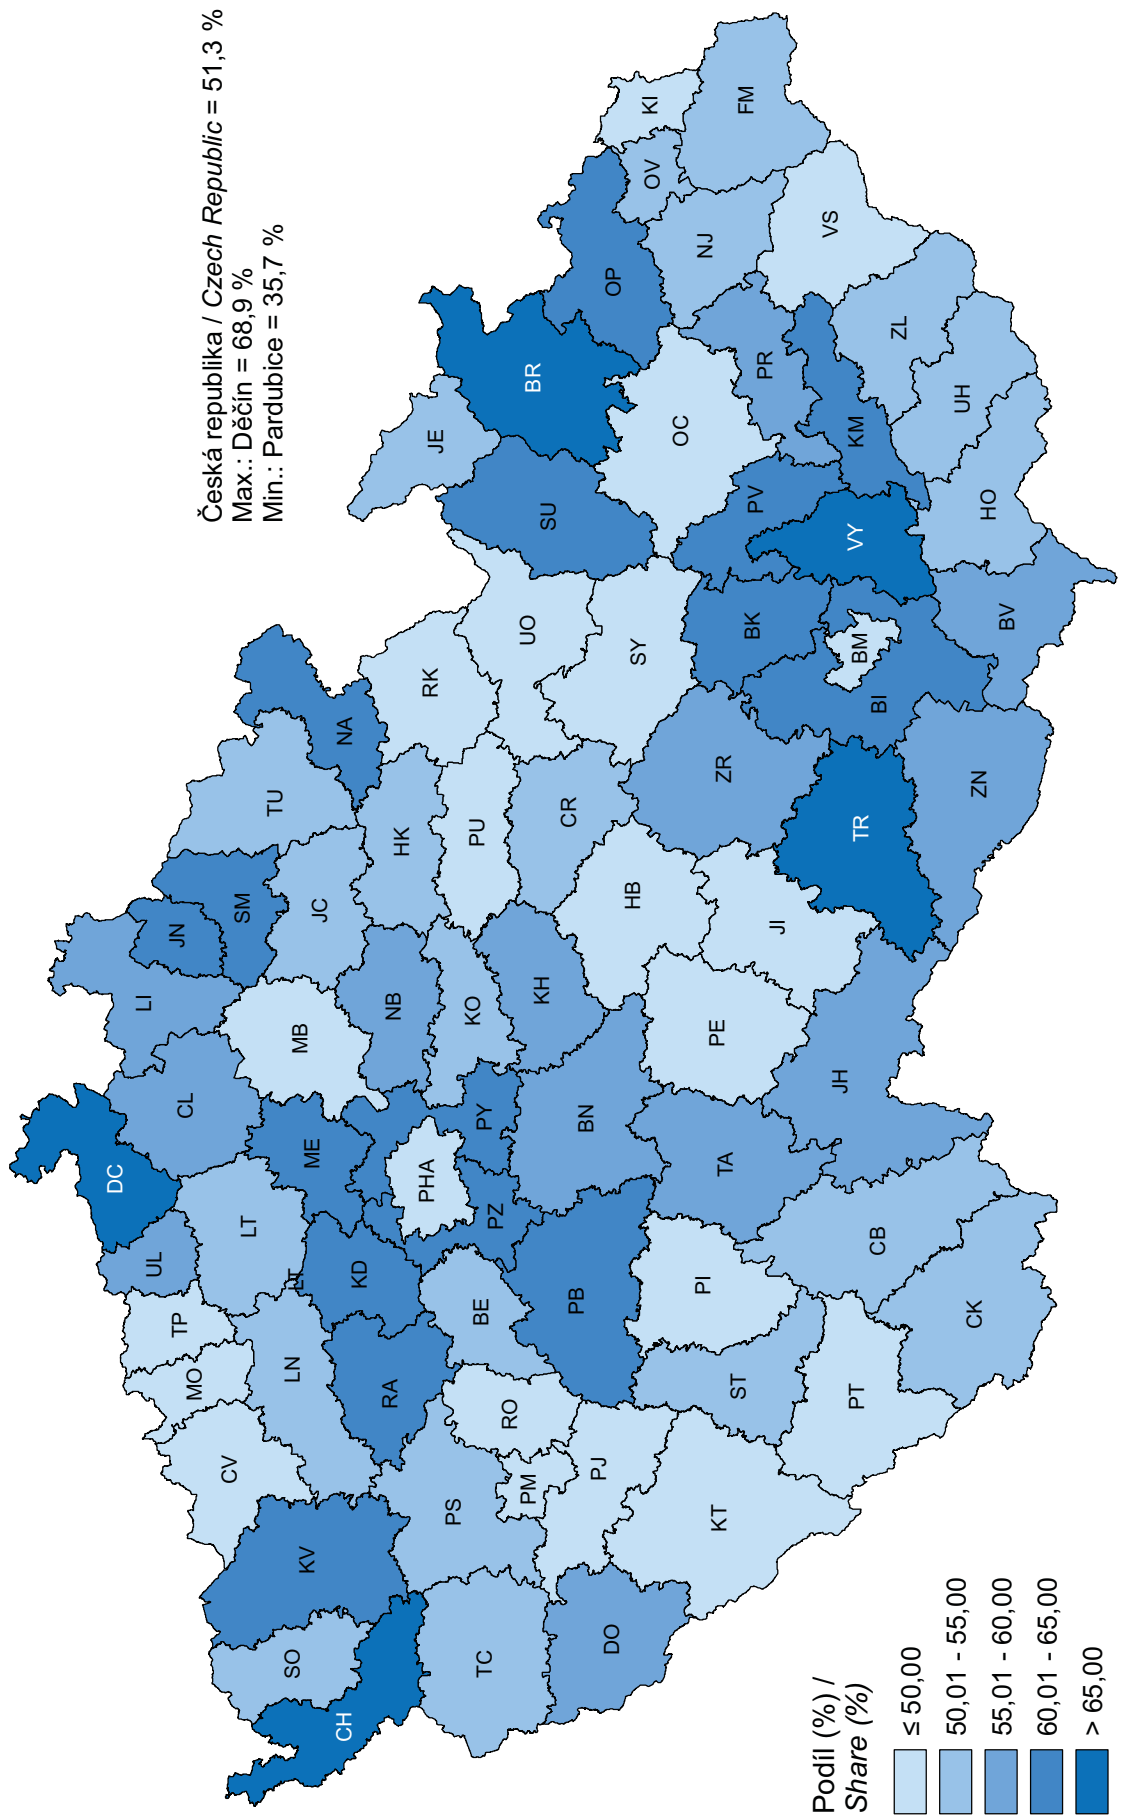 Česká republika / Czech Republic = 51,3 %
Max.: Děčín = 68,9 %
Min.: Pardubice = 35,7 %
DC
UL
LT
LT
CL
LI
JN
SM
TU
NA
TP
MO
CV
LN
KV
SO
CH
ME
MB
JC
HK
RK
KD
RA
PHA
NB
PU
UO
SU
JE
BR
OP
OV
KI
FM
NJ
VS
TC
PS
PM
RO
BE
PZ
PY
KO
KH
CR
SY
OC
PR
DO
PJ
KT
PB
BN
HB
ZR
BK
PV
KM
ZL
UH
HO
VY
BM
BI
BV
ST
PI
TA
PE
JI
TR
ZN
PT
CK
CB
JH
Podíl (%) /
Share (%)
≤ 50,00
50,01 - 55,00
55,01 - 60,00
60,01 - 65,00
> 65,00